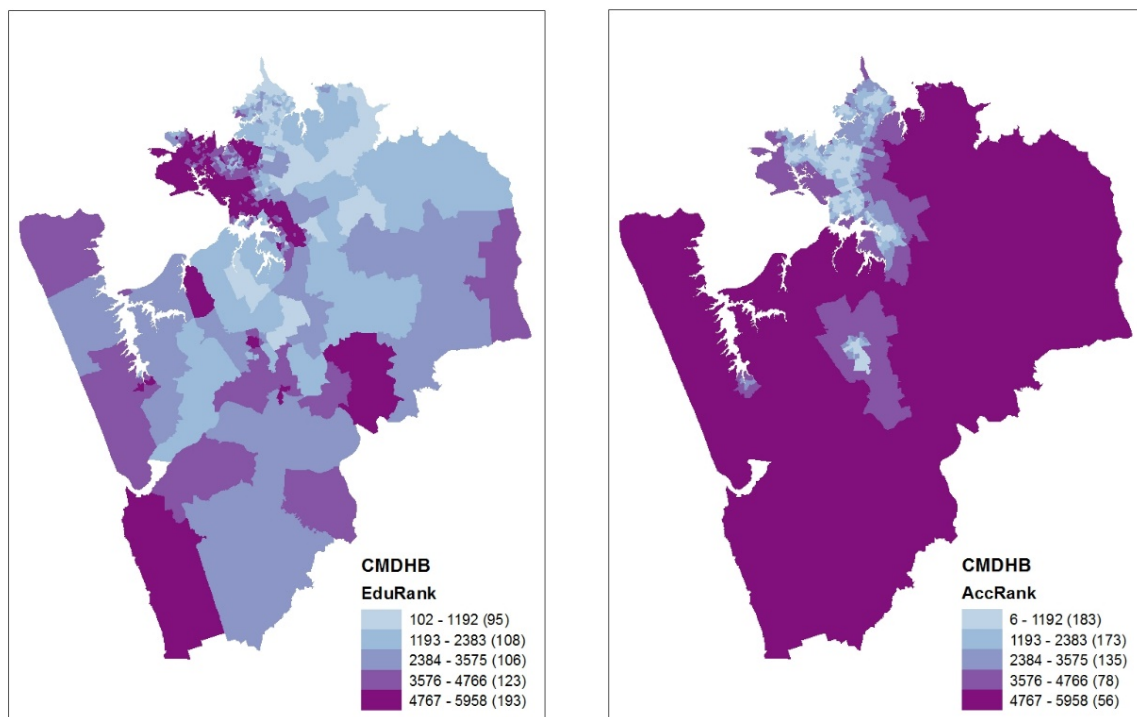 CMDHB
EduRank
102 - 1192 (95)
1193 - 2383 (108)
2384 - 3575 (106)
3576 - 4766 (123)
4767 - 5958 (193)
CMDHB
AccRank
6 - 1192 (183)
1193 - 2383 (173)
2384 - 3575 (135)
3576 - 4766 (78)
4767 - 5958 (56)